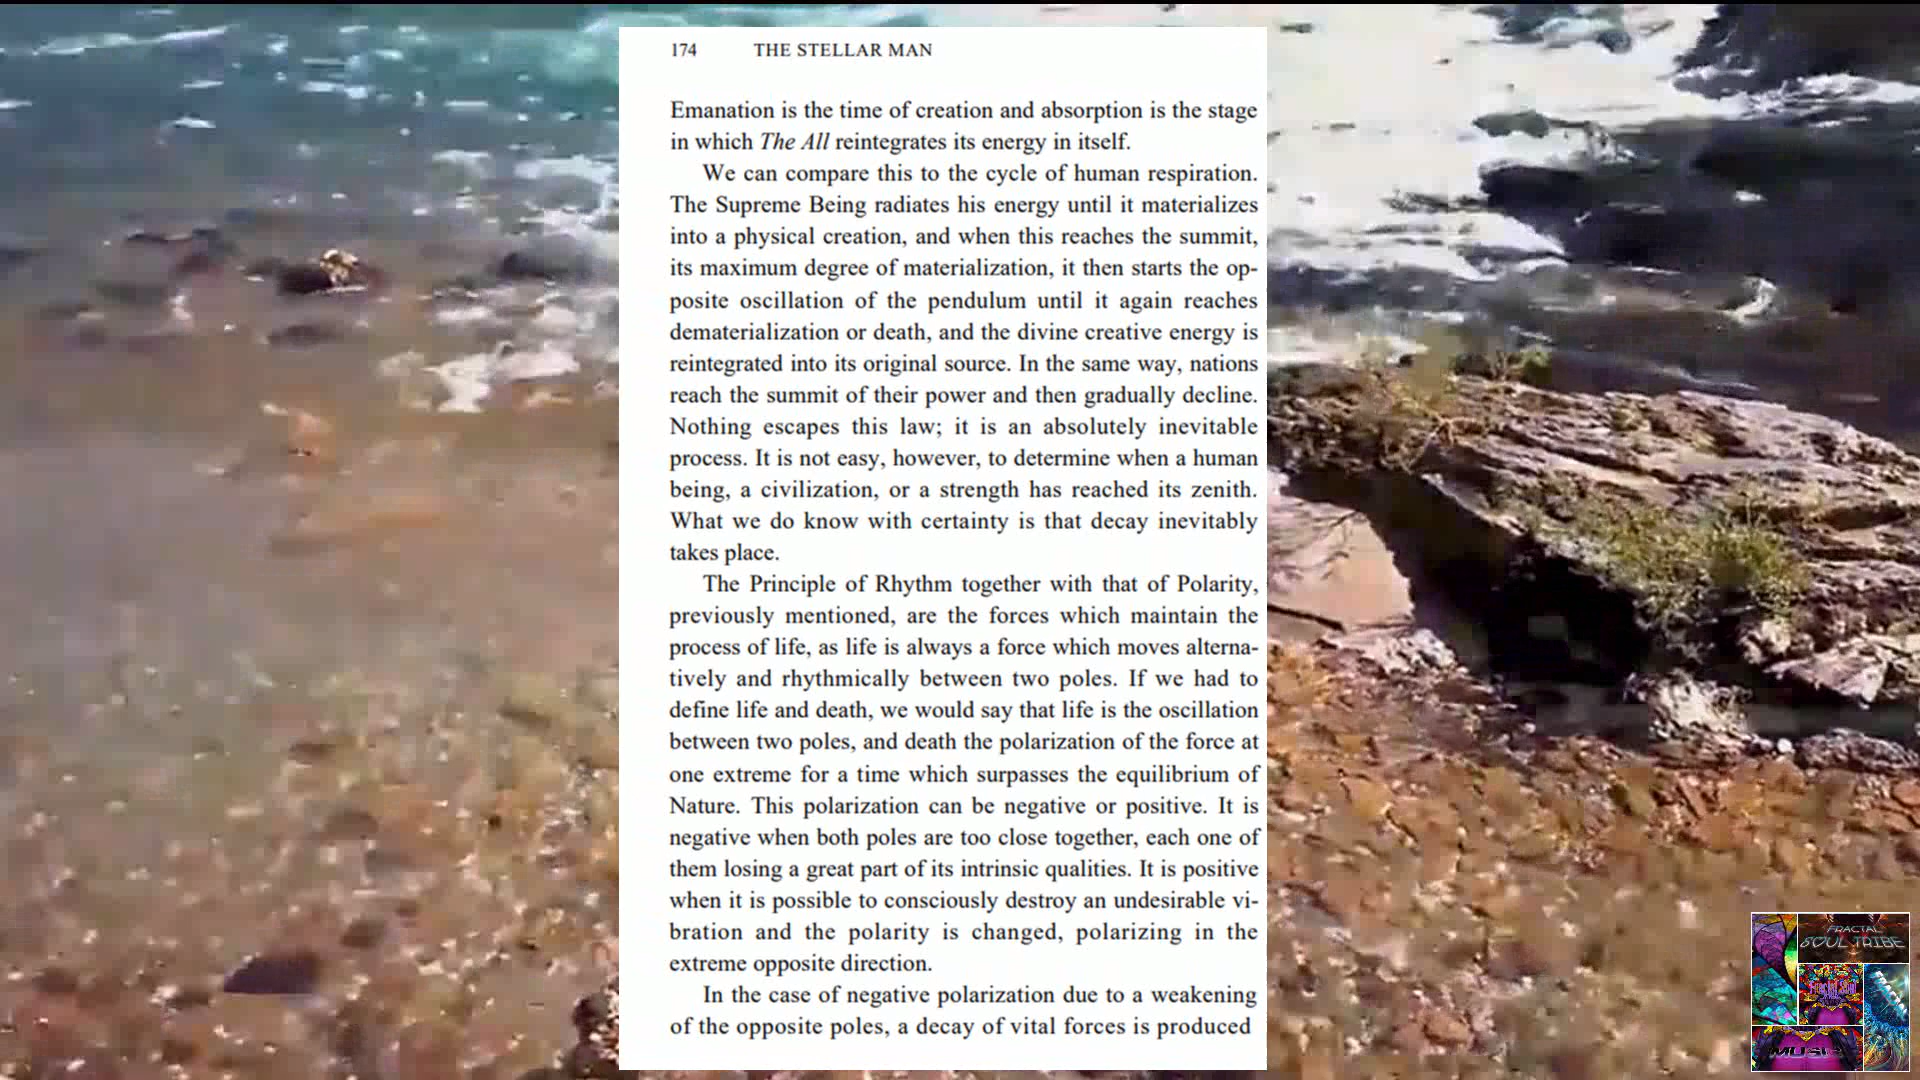 174 THE STELLAR MAN
Emanation is the time of creation and absorption is the stage
in which The All reintegrates its energy in itself.
We can compare this to the cycle of human respiration.
The Supreme Being radiates his energy until it materializes
into a physical creation, and when this reaches the summit,
its maximum degree of materialization, it then starts the op-
posite oscillation of the pendulum until it again reaches
dematerialization or death, and the divine creative energy is
reintegrated into its original source. In the same way, nations
reach the summit of their power and then gradually decline.
Nothing escapes this law; it is an absolutely inevitable
process. It is not easy, however, to determine when a human
being, a civilization, or a strength has reached its zenith.
What we do know with certainty is that decay inevitably
takes place.
The Principle of Rhythm together with that of Polarity,
previously mentioned, are the forces which maintain the
process of life, as life is always a force which moves alterna-
tively and rhythmically between two poles. If we had to
define life and death, we would say that life is the oscillation
between two poles, and death the polarization of the force at
one extreme for a time which surpasses the equilibrium of
Nature. This polarization can be negative or positive. It is
negative when both poles are too close together, each one of
them losing a great part of its intrinsic qualities. It is positive
when it is possible to consciously destroy an undesirable vi-
bration and the polarity is changed, polarizing in the
extreme opposite direction.
In the case of negative polarization due to a weakening
of the opposite poles, a decay of vital forces is produced
FRACTAL
SOUL TRIBE
MUSIC